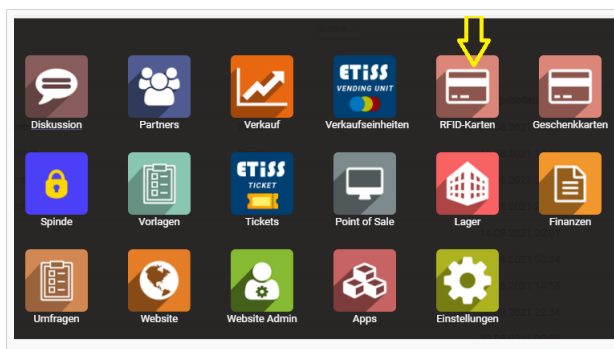 Diskussion
Partners
Verkauf
ETiSS
VENDING UNIT
Verkaufseinheiten
RFID-Karten
Geschenkkarten
Spinde
Vorlagen
ETiSS
TICKET
Tickets
Point of Sale
Lager
Finanzen
Umfragen
Website
Website Admin
Apps
Einstellungen